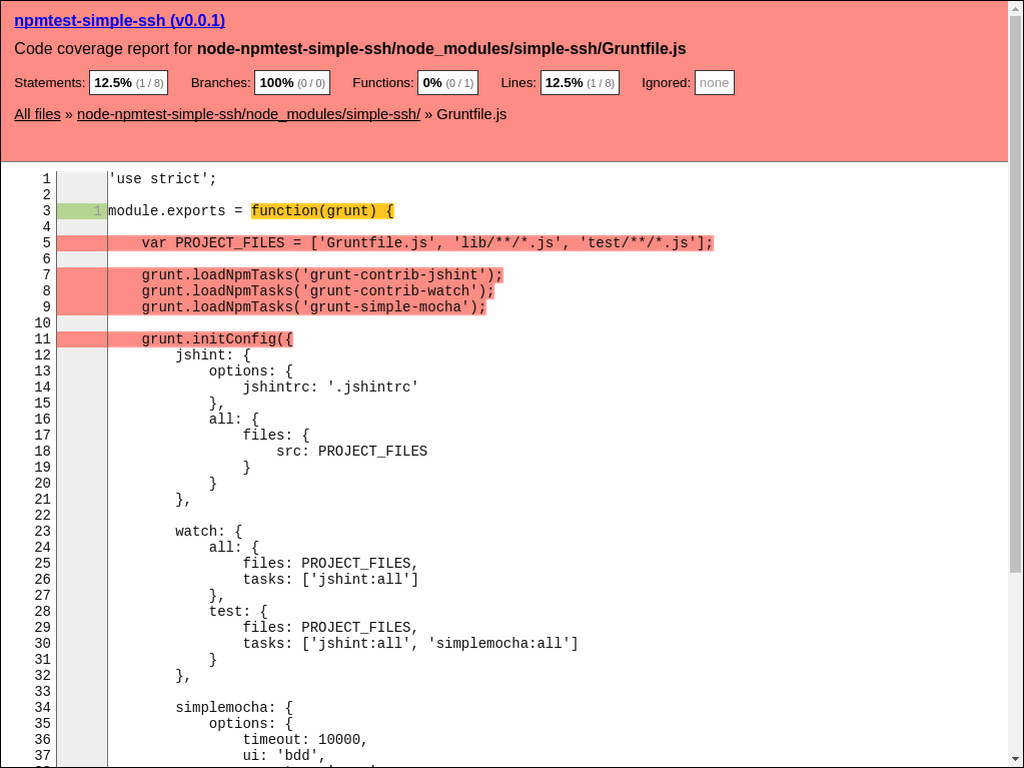 npmtest-simple-ssh (v0.0.1)
Code coverage report for node-npmtest-simple-ssh/node_modules/simple-ssh/Gruntfile.js
Statements: 12.5% (1 / 8) Branches: 100% (0 / 0) Functions: 0% (0 / 1) Lines: 12.5% (1 / 8) Ignored: none
All files » node-npmtest-simple-ssh/node_modules/simple-ssh/ » Gruntfile.js
1 'use strict';
2
3 1 module.exports = function(grunt) {
4
5     var PROJECT_FILES = ['Gruntfile.js', 'lib/**/*.js', 'test/**/*.js'];
6
7     grunt.loadNpmTasks('grunt-contrib-jshint');
8     grunt.loadNpmTasks('grunt-contrib-watch');
9     grunt.loadNpmTasks('grunt-simple-mocha');
10
11     grunt.initConfig({
12         jshint: {
13             options: {
14                 jshintrc: '.jshintrc'
15             },
16             all: {
17                 files: {
18                     src: PROJECT_FILES
19                 }
20             }
21         },
22
23         watch: {
24             all: {
25                 files: PROJECT_FILES,
26                 tasks: ['jshint:all']
27             },
28             test: {
29                 files: PROJECT_FILES,
30                 tasks: ['jshint:all', 'simplemocha:all']
31             }
32         },
33
34         simplemocha: {
35             options: {
36                 timeout: 10000,
37                 ui: 'bdd',